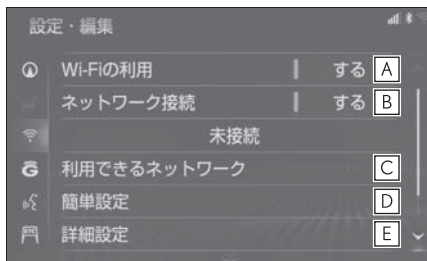 設定・編集
Wi-Fiの利用 する A
ネットワーク接続 する B
未接続
利用できるネットワーク C
簡単設定 D
詳細設定 E